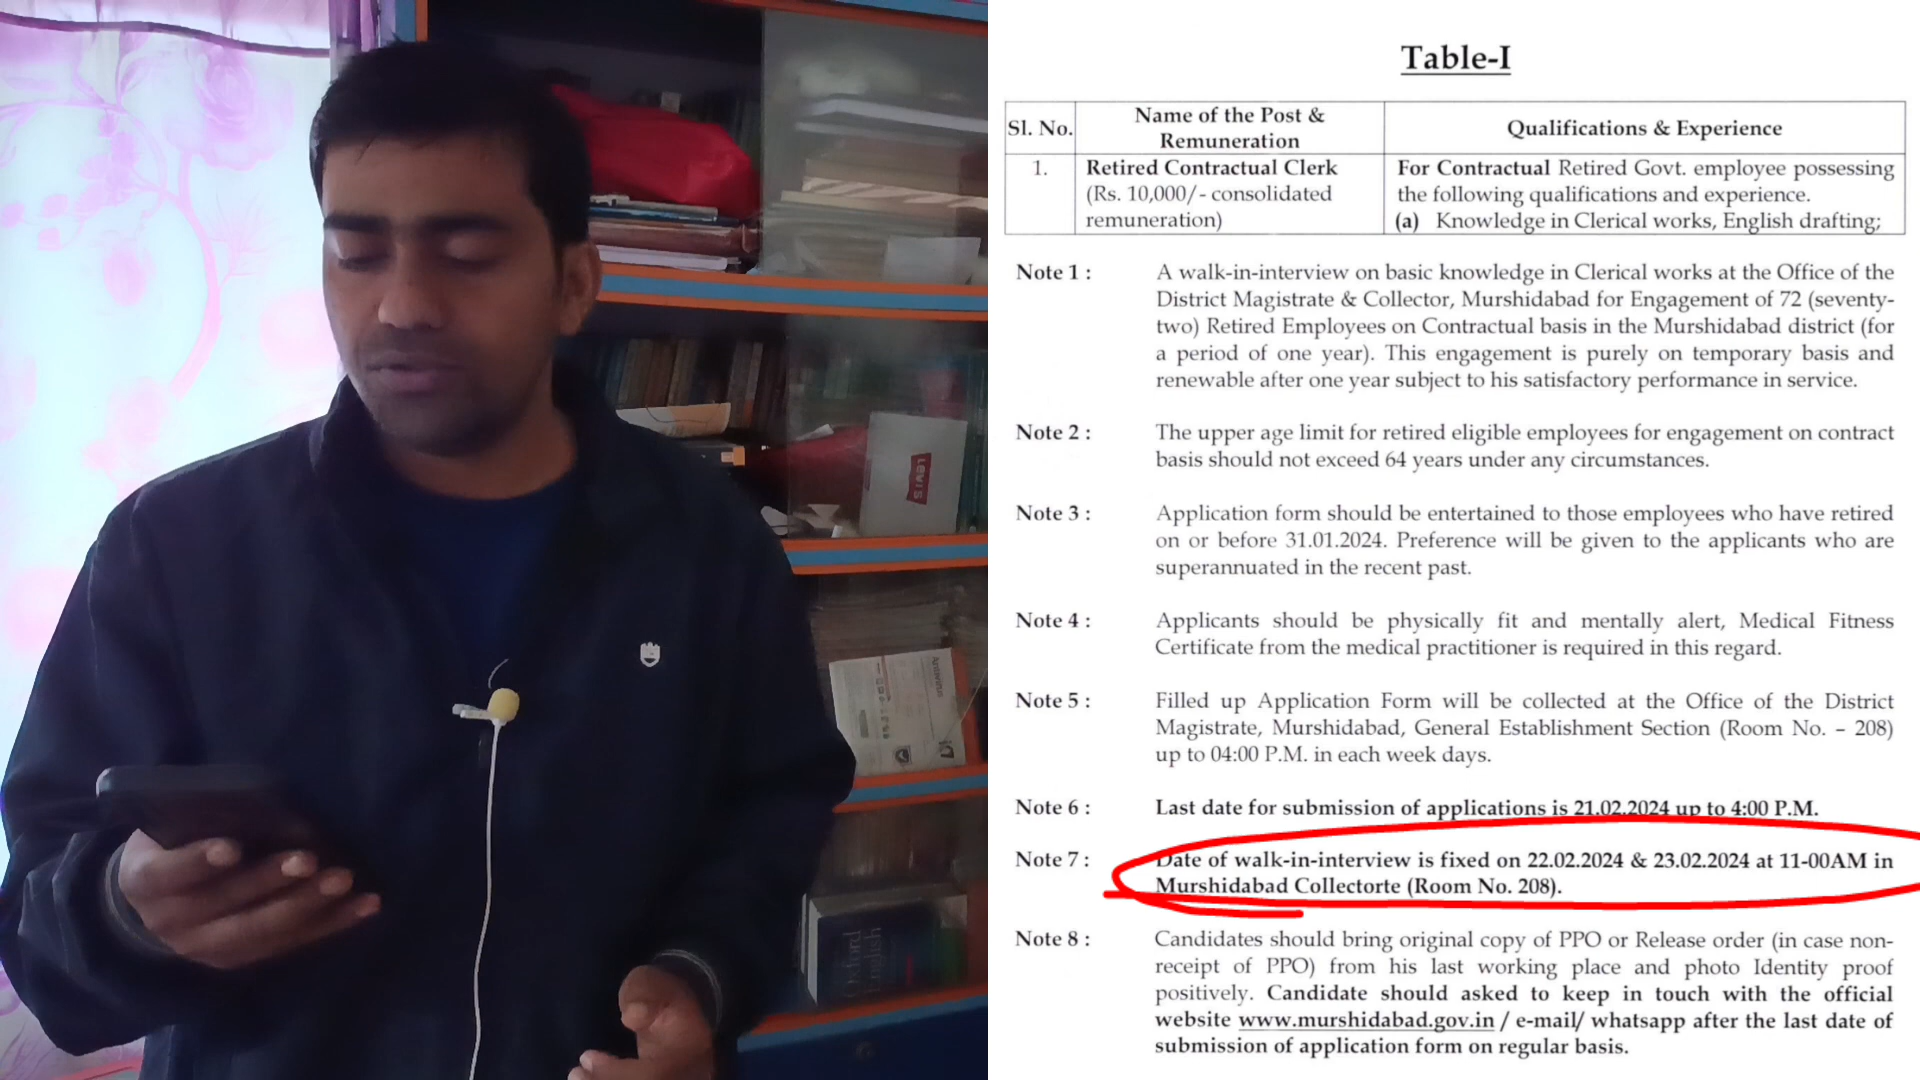 LEVIS
Antivirus
Oxford
English
Table-I
Sl. No.
Name of the Post &
Remuneration
Qualifications & Experience
1.
Retired Contractual Clerk
(Rs. 10,000/- consolidated
remuneration)
For Contractual Retired Govt. employee possessing
the following qualifications and experience.
(a) Knowledge in Clerical works, English drafting;
Note 1 : A walk-in-interview on basic knowledge in Clerical works at the Office of the
District Magistrate & Collector, Murshidabad for Engagement of 72 (seventy-
two) Retired Employees on Contractual basis in the Murshidabad district (for
a period of one year). This engagement is purely on temporary basis and
renewable after one year subject to his satisfactory performance in service.
Note 2 : The upper age limit for retired eligible employees for engagement on contract
basis should not exceed 64 years under any circumstances.
Note 3 : Application form should be entertained to those employees who have retired
on or before 31.01.2024. Preference will be given to the applicants who are
superannuated in the recent past.
Note 4 : Applicants should be physically fit and mentally alert, Medical Fitness
Certificate from the medical practitioner is required in this regard.
Note 5 : Filled up Application Form will be collected at the Office of the District
Magistrate, Murshidabad, General Establishment Section (Room No. – 208)
up to 04:00 P.M. in each week days.
Note 6 : Last date for submission of applications is 21.02.2024 up to 4:00 P.M.
Note 7 : Date of walk-in-interview is fixed on 22.02.2024 & 23.02.2024 at 11-00AM in
Murshidabad Collectorte (Room No. 208).
Note 8 : Candidates should bring original copy of PPO or Release order (in case non-
receipt of PPO) from his last working place and photo Identity proof
positively. Candidate should asked to keep in touch with the official
website www.murshidabad.gov.in / e-mail/ whatsapp after the last date of
submission of application form on regular basis.